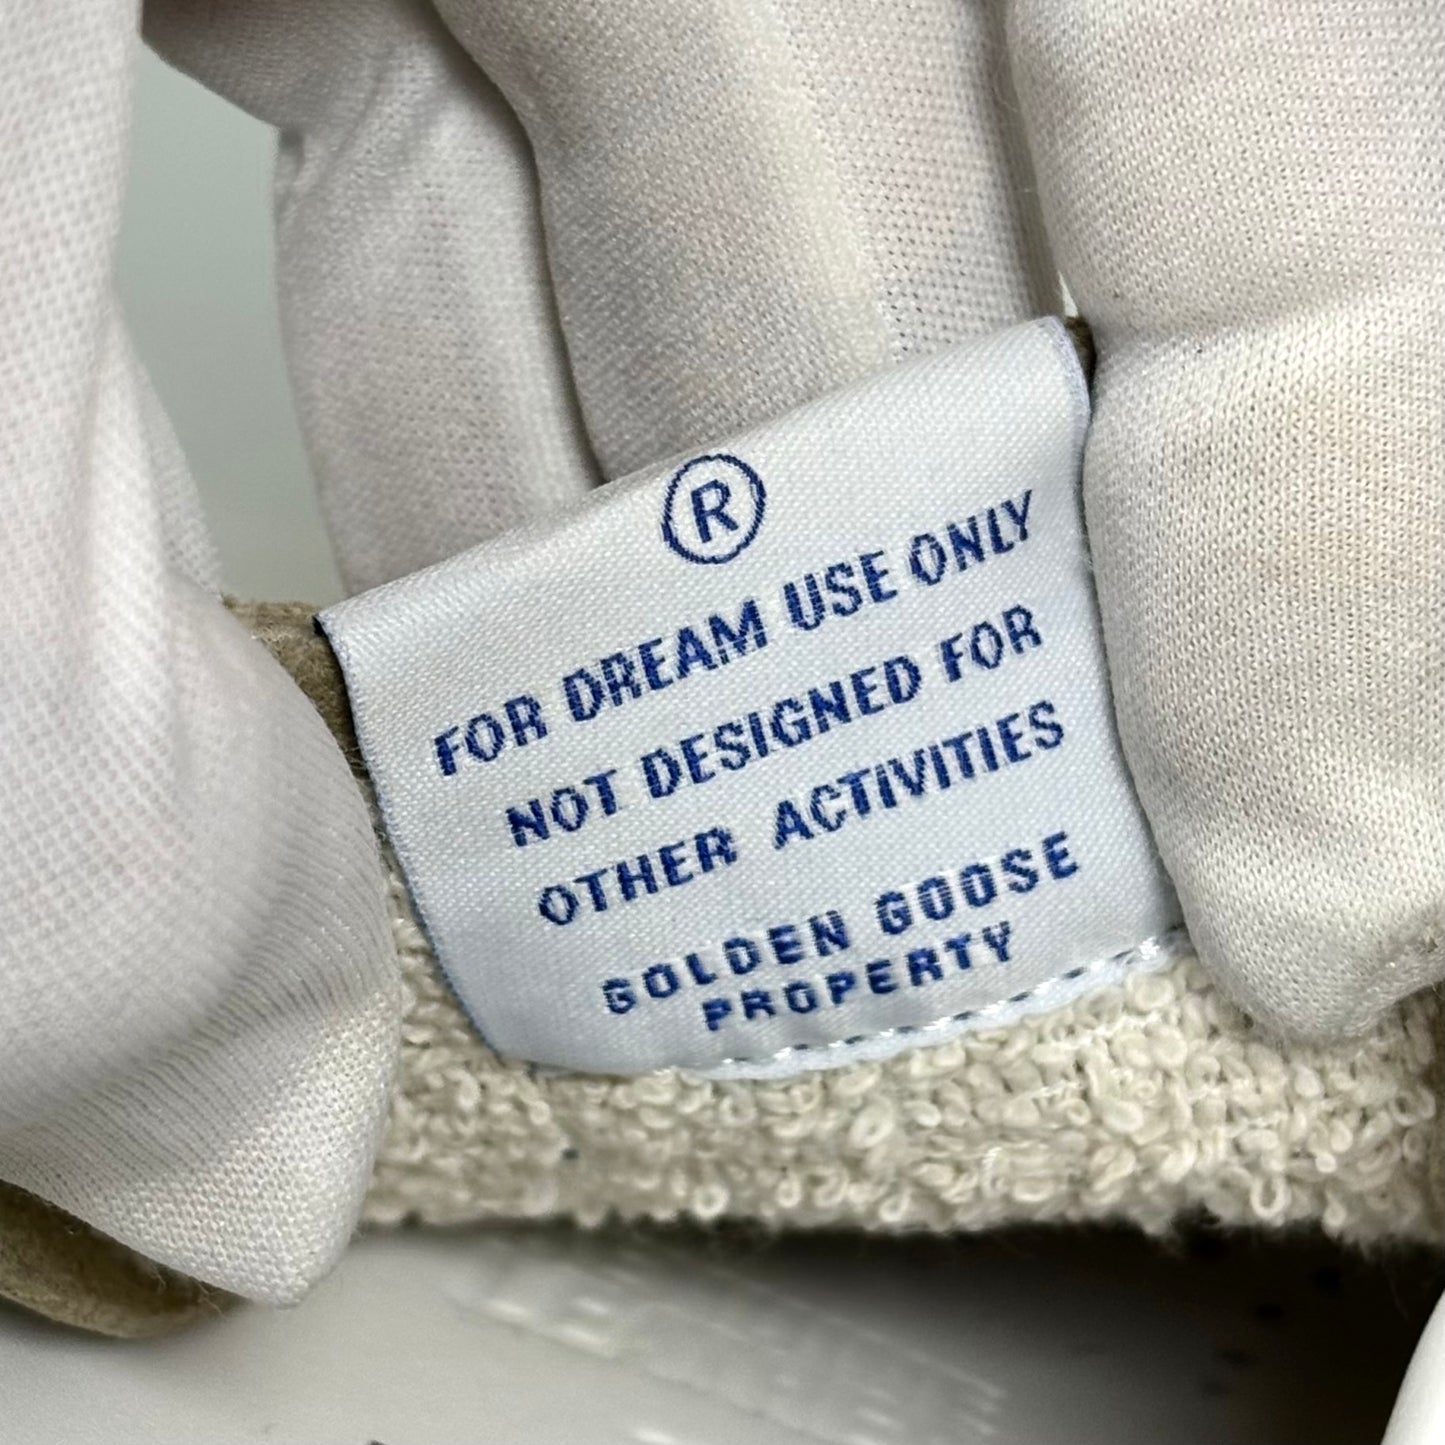 ®
FOR DREAM USE ONLY
NOT DESIGNED FOR
OTHER ACTIVITIES
GOLDEN GOOSE
PROPERTY